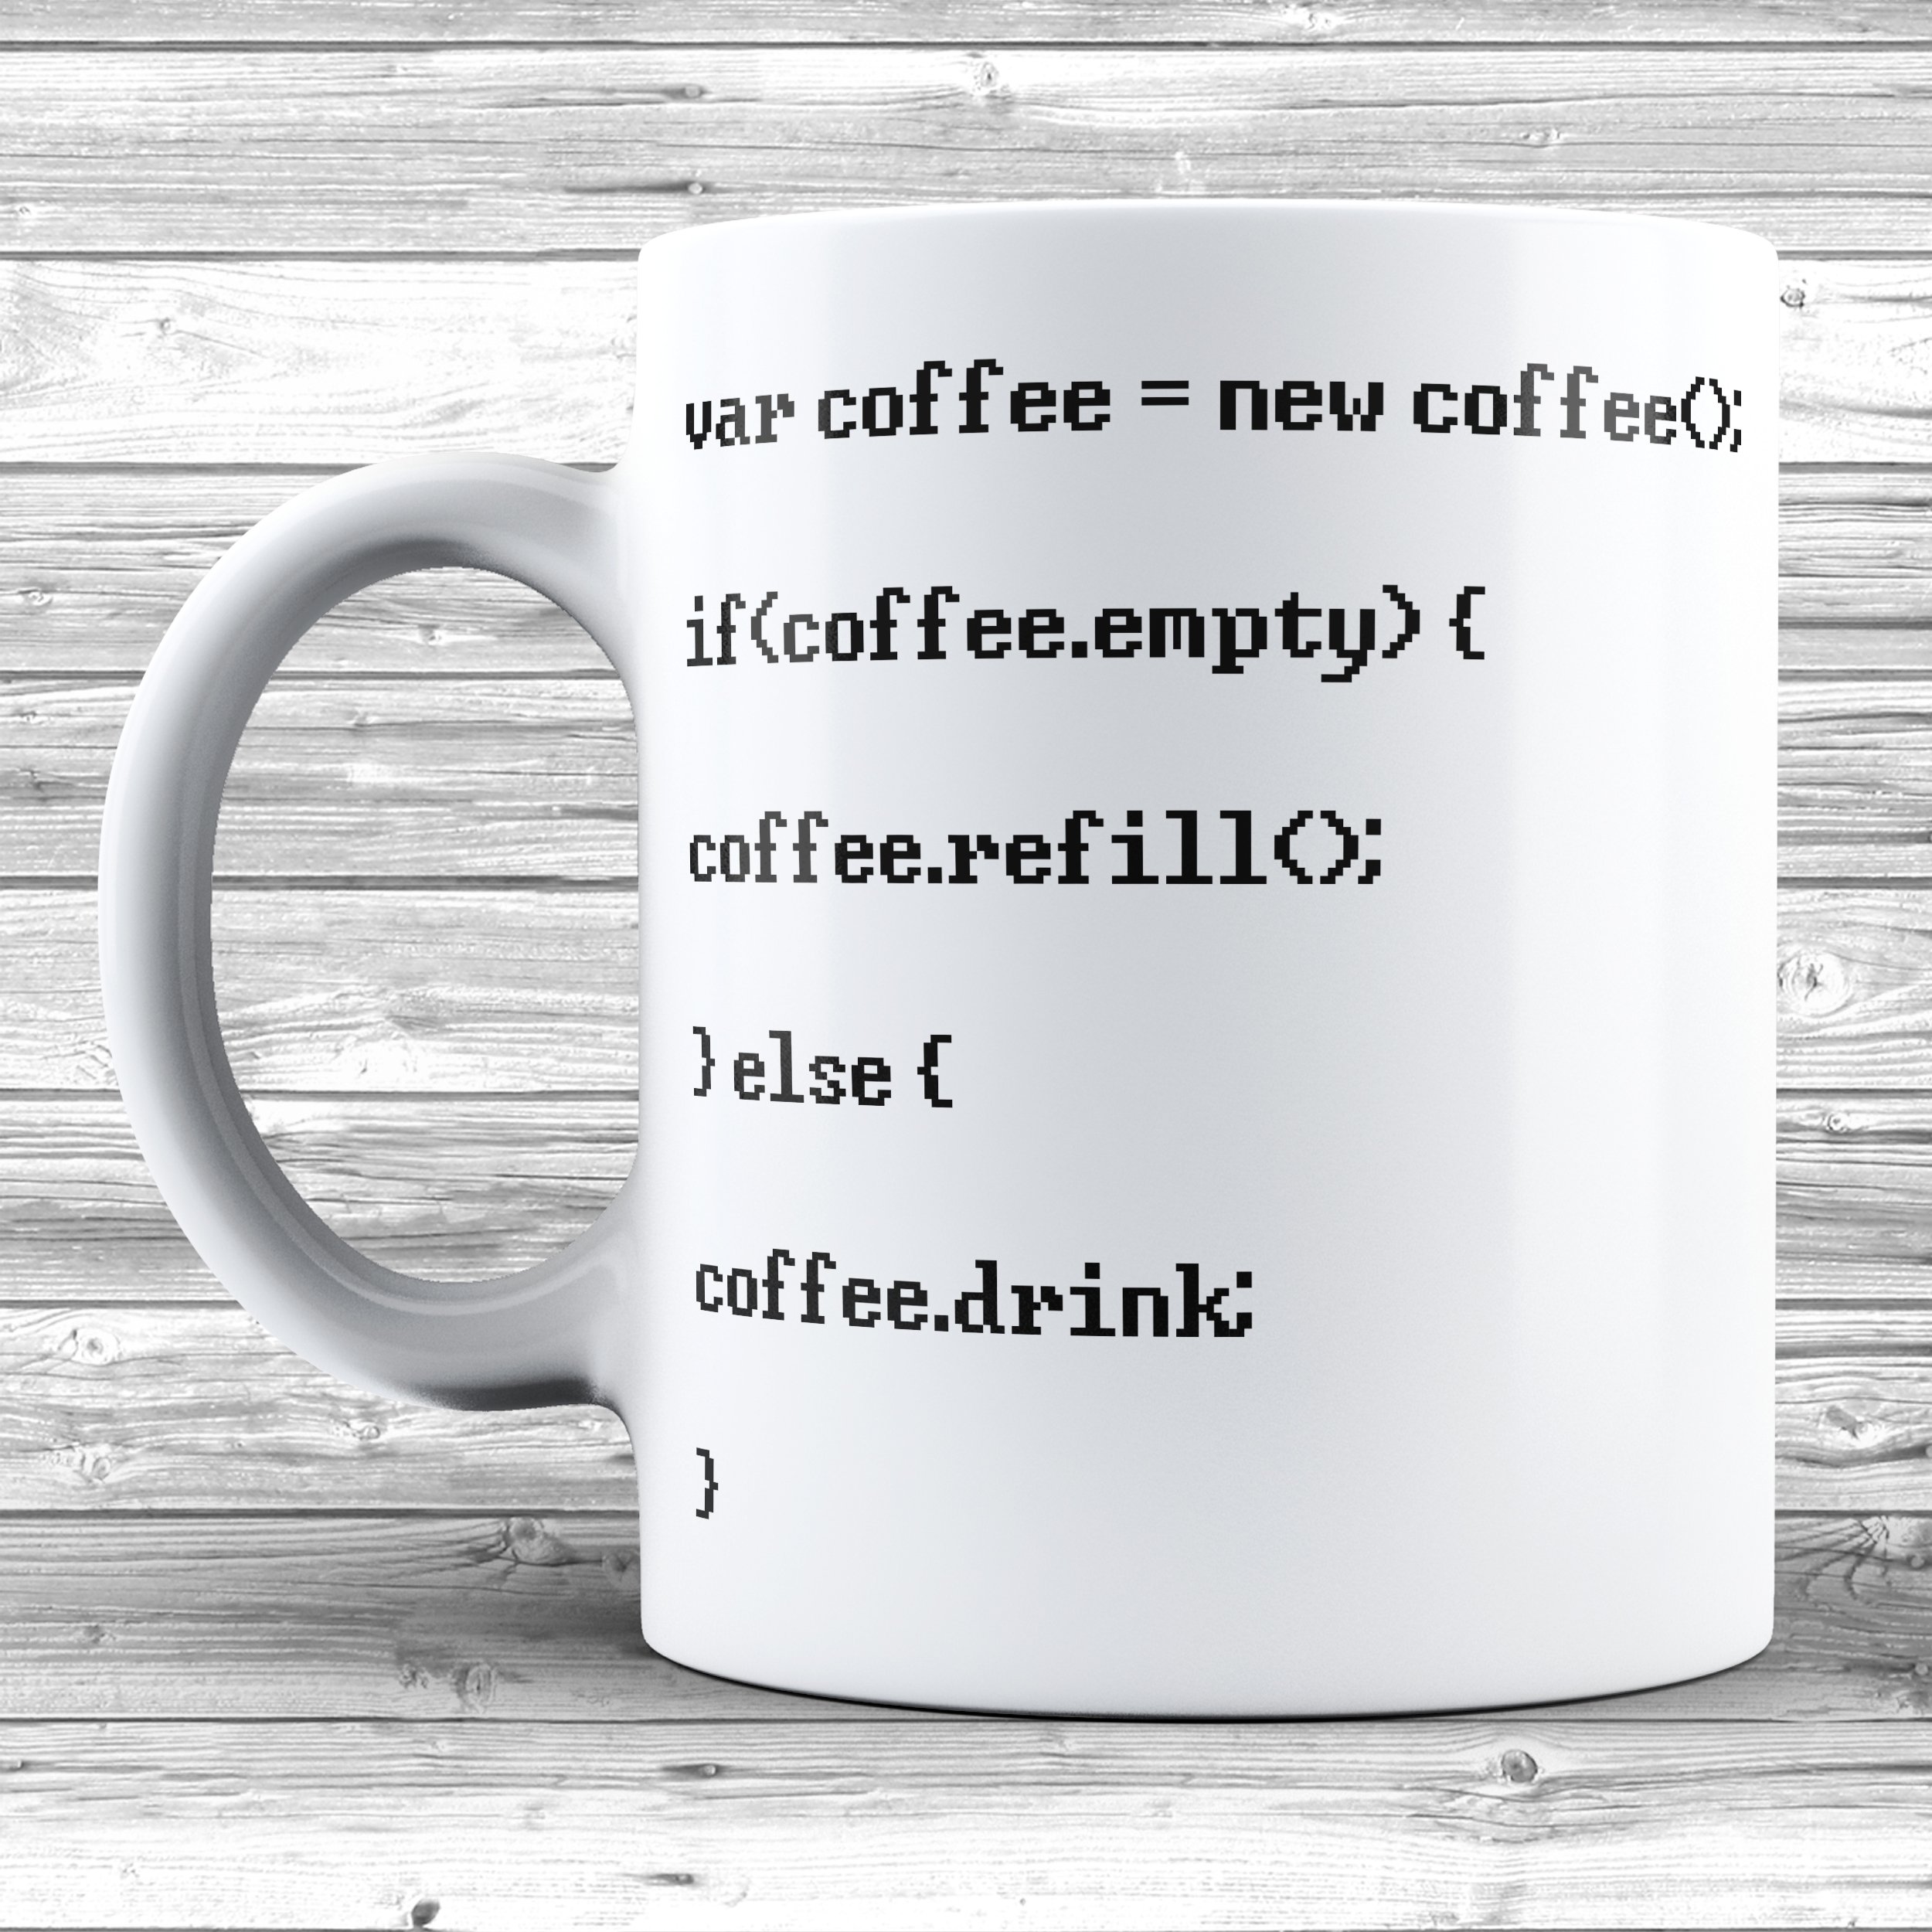 var coffee = new coffee();
if(coffee.empty) {
coffee.refill();
} else {
coffee.drink;
}